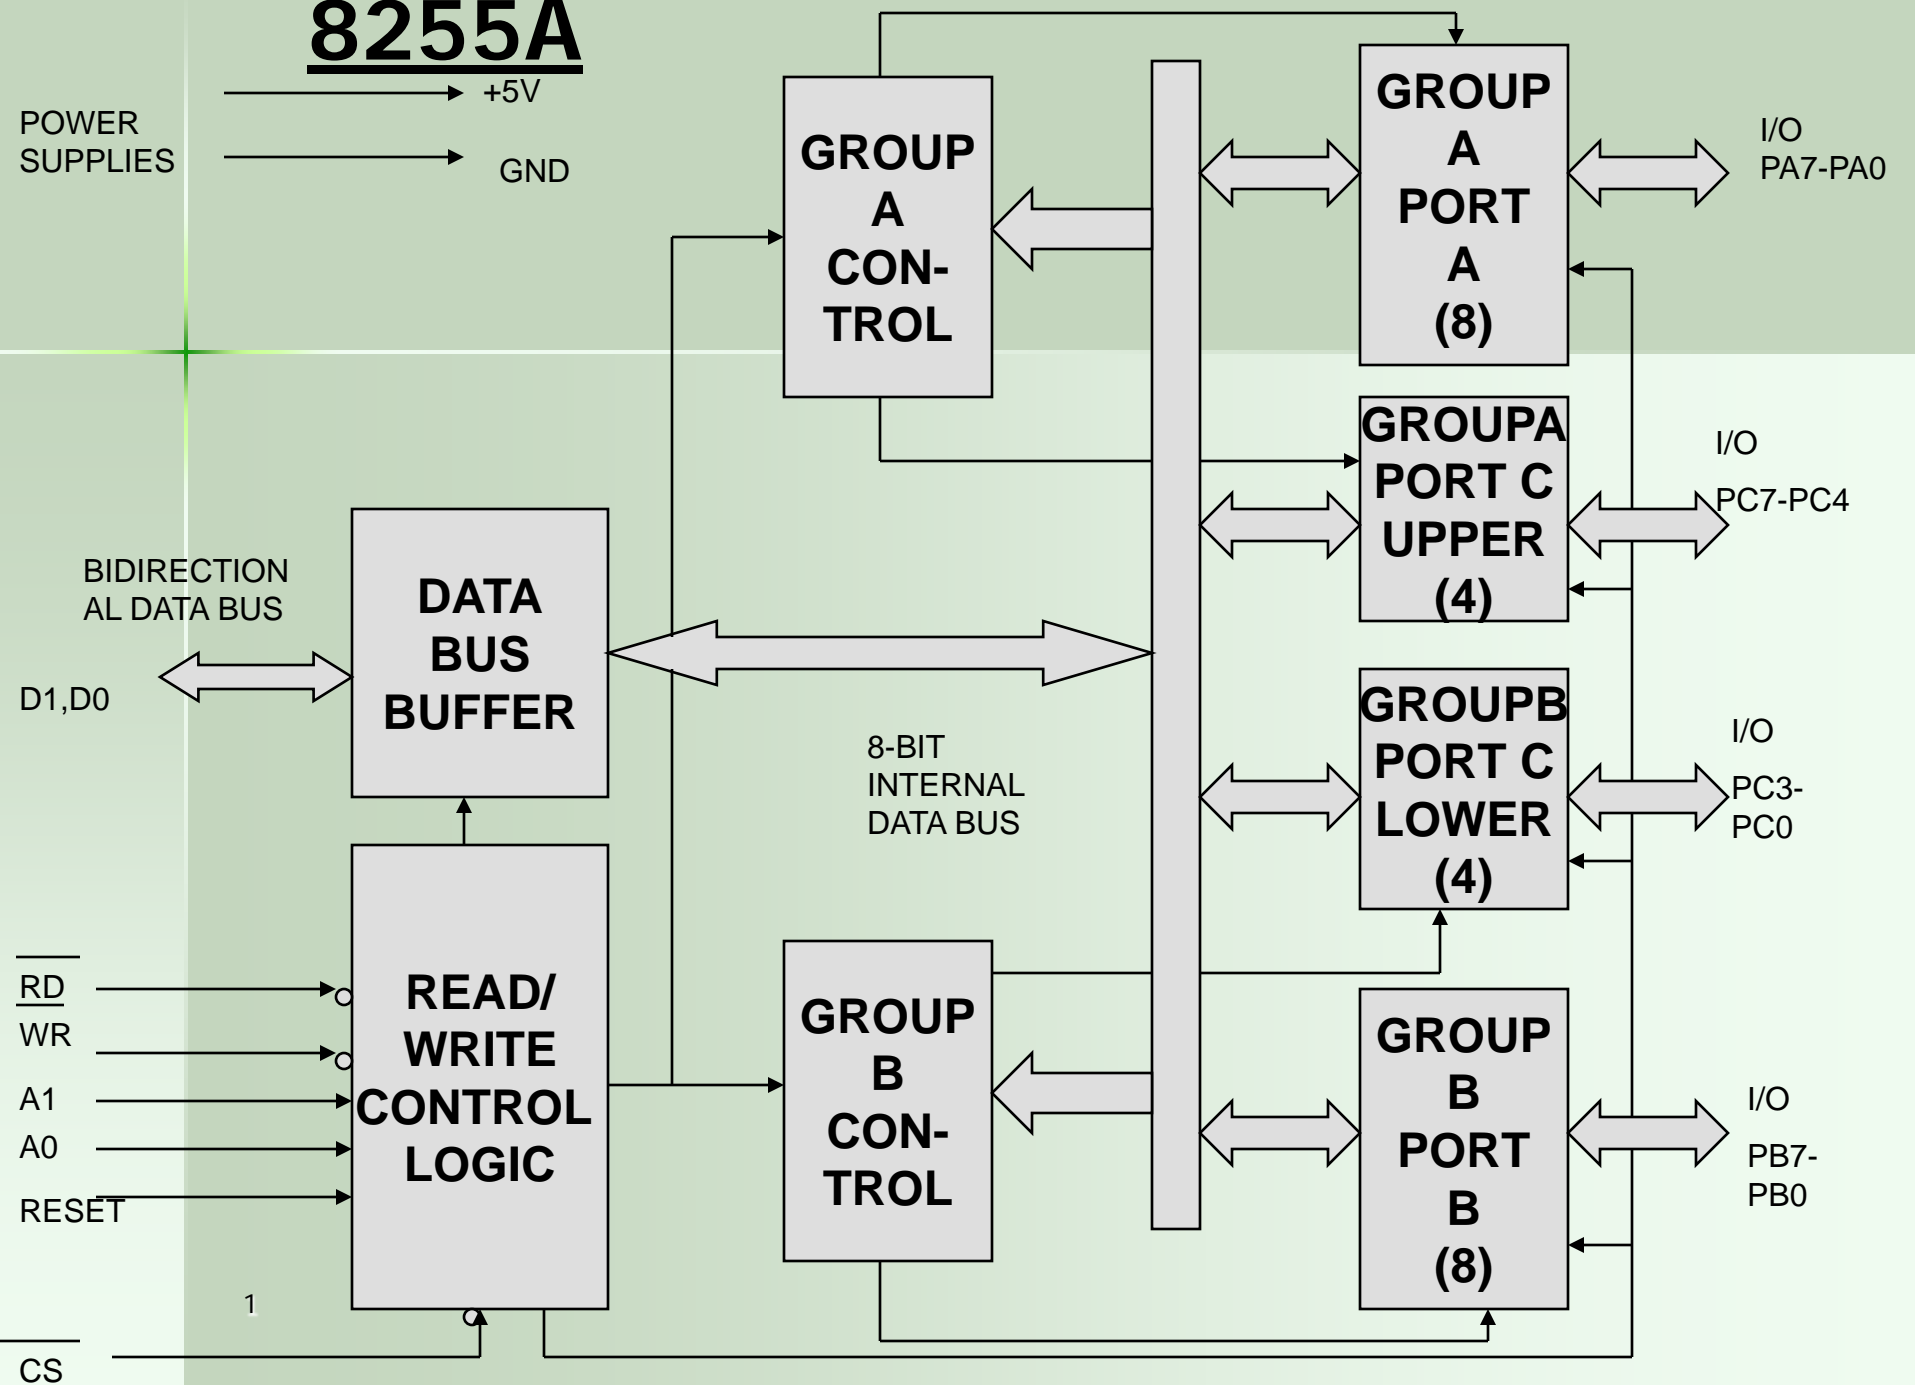 8255A
POWER
SUPPLIES
+5V
GND
GROUP
A
CON-
TROL
GROUP
A
PORT
A
(8)
I/O
PA7-PA0
GROUPA
PORT C
UPPER
(4)
I/O
PC7-PC4
BIDIRECTION
AL DATA BUS
D1,D0
DATA
BUS
BUFFER
8-BIT
INTERNAL
DATA BUS
GROUPB
PORT C
LOWER
(4)
I/O
PC3-
PC0
RD
WR
A1
A0
RESET
READ/
WRITE
CONTROL
LOGIC
GROUP
B
CON-
TROL
GROUP
B
PORT
B
(8)
I/O
PB7-
PB0
1
CS